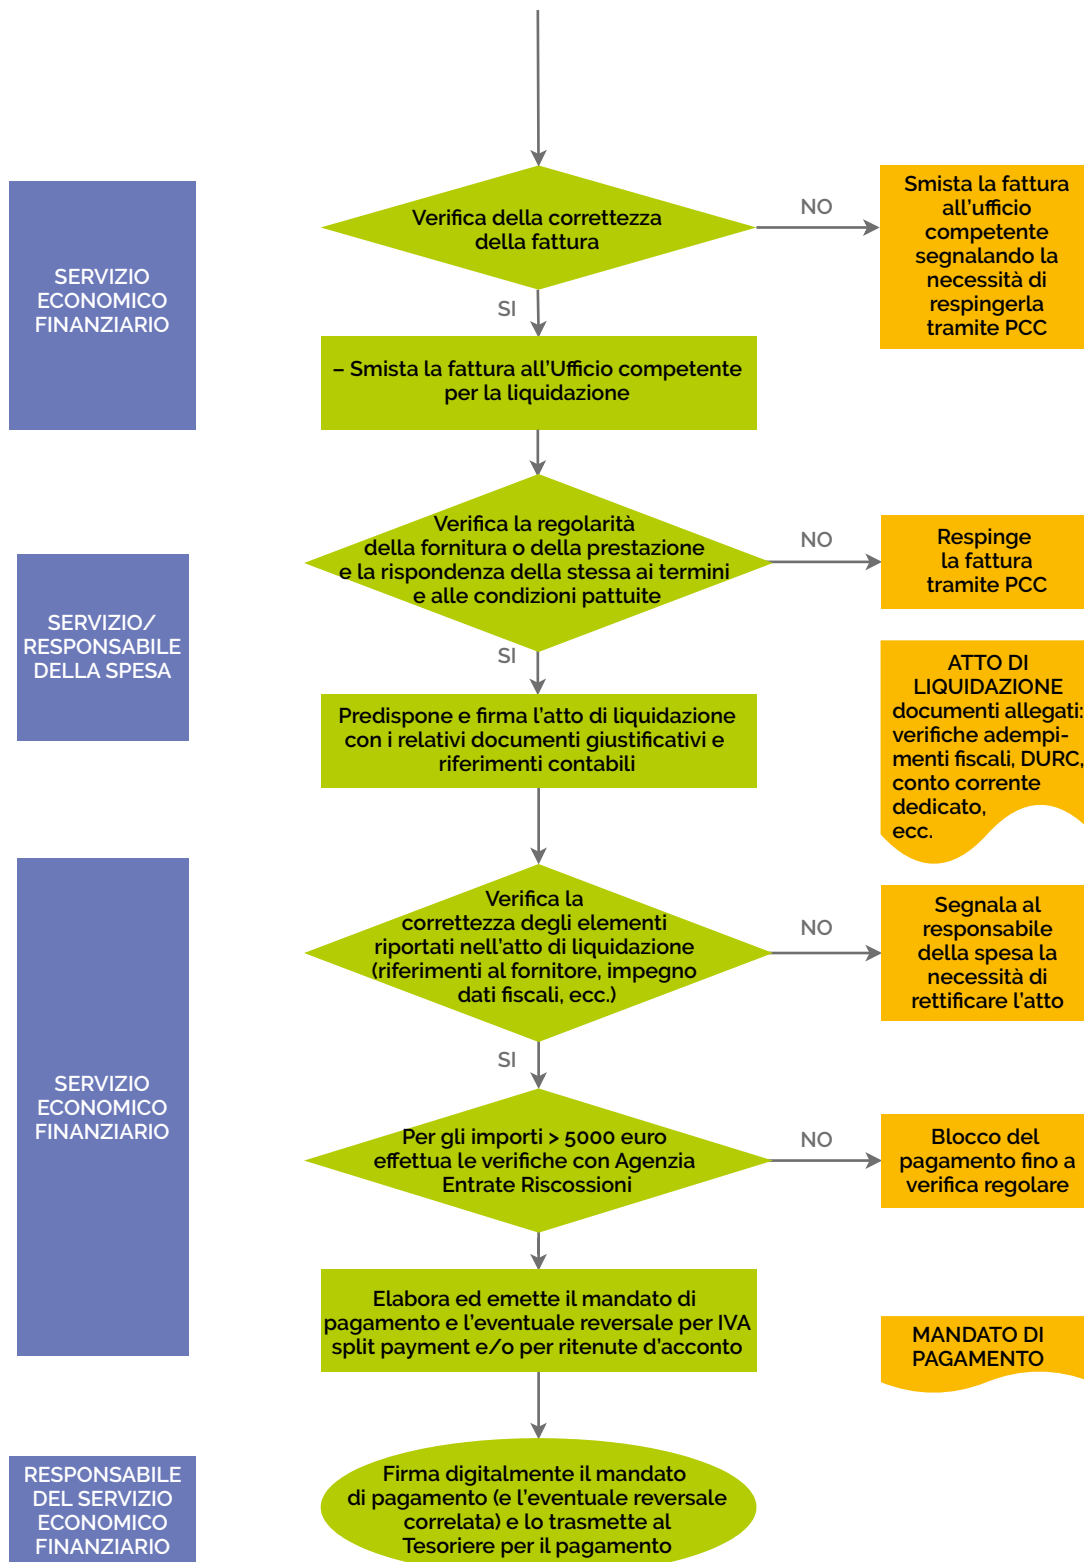 SERVIZIO
ECONOMICO
FINANZIARIO
Verifica della correttezza
della fattura
NO
Smista la fattura
all'ufficio
competente
segnalando la
necessità di
respingerla
tramite PCC
SI
– Smista la fattura all'Ufficio competente
per la liquidazione
SERVIZIO/
RESPONSABILE
DELLA SPESA
Verifica la regolarità
della fornitura o della prestazione
e la rispondenza della stessa ai termini
e alle condizioni pattuite
NO
Respinge
la fattura
tramite PCC
SI
Predispone e firma l'atto di liquidazione
con i relativi documenti giustificativi e
riferimenti contabili
ATTO DI
LIQUIDAZIONE
documenti allegati:
verifiche adempi-
menti fiscali, DURC,
conto corrente
dedicato,
ecc.
SERVIZIO
ECONOMICO
FINANZIARIO
Verifica la
correttezza degli elementi
riportati nell'atto di liquidazione
(riferimenti al fornitore, impegno
dati fiscali, ecc.)
NO
Segnala al
responsabile
della spesa la
necessità di
rettificare l'atto
SI
Per gli importi > 5000 euro
effettua le verifiche con Agenzia
Entrate Riscossioni
NO
Blocco del
pagamento fino a
verifica regolare
Elabora ed emette il mandato di
pagamento e l'eventuale reversale per IVA
split payment e/o per ritenute d'acconto
MANDATO DI
PAGAMENTO
RESPONSABILE
DEL SERVIZIO
ECONOMICO
FINANZIARIO
Firma digitalmente il mandato
di pagamento (e l'eventuale reversale
correlata) e lo trasmette al
Tesoriere per il pagamento